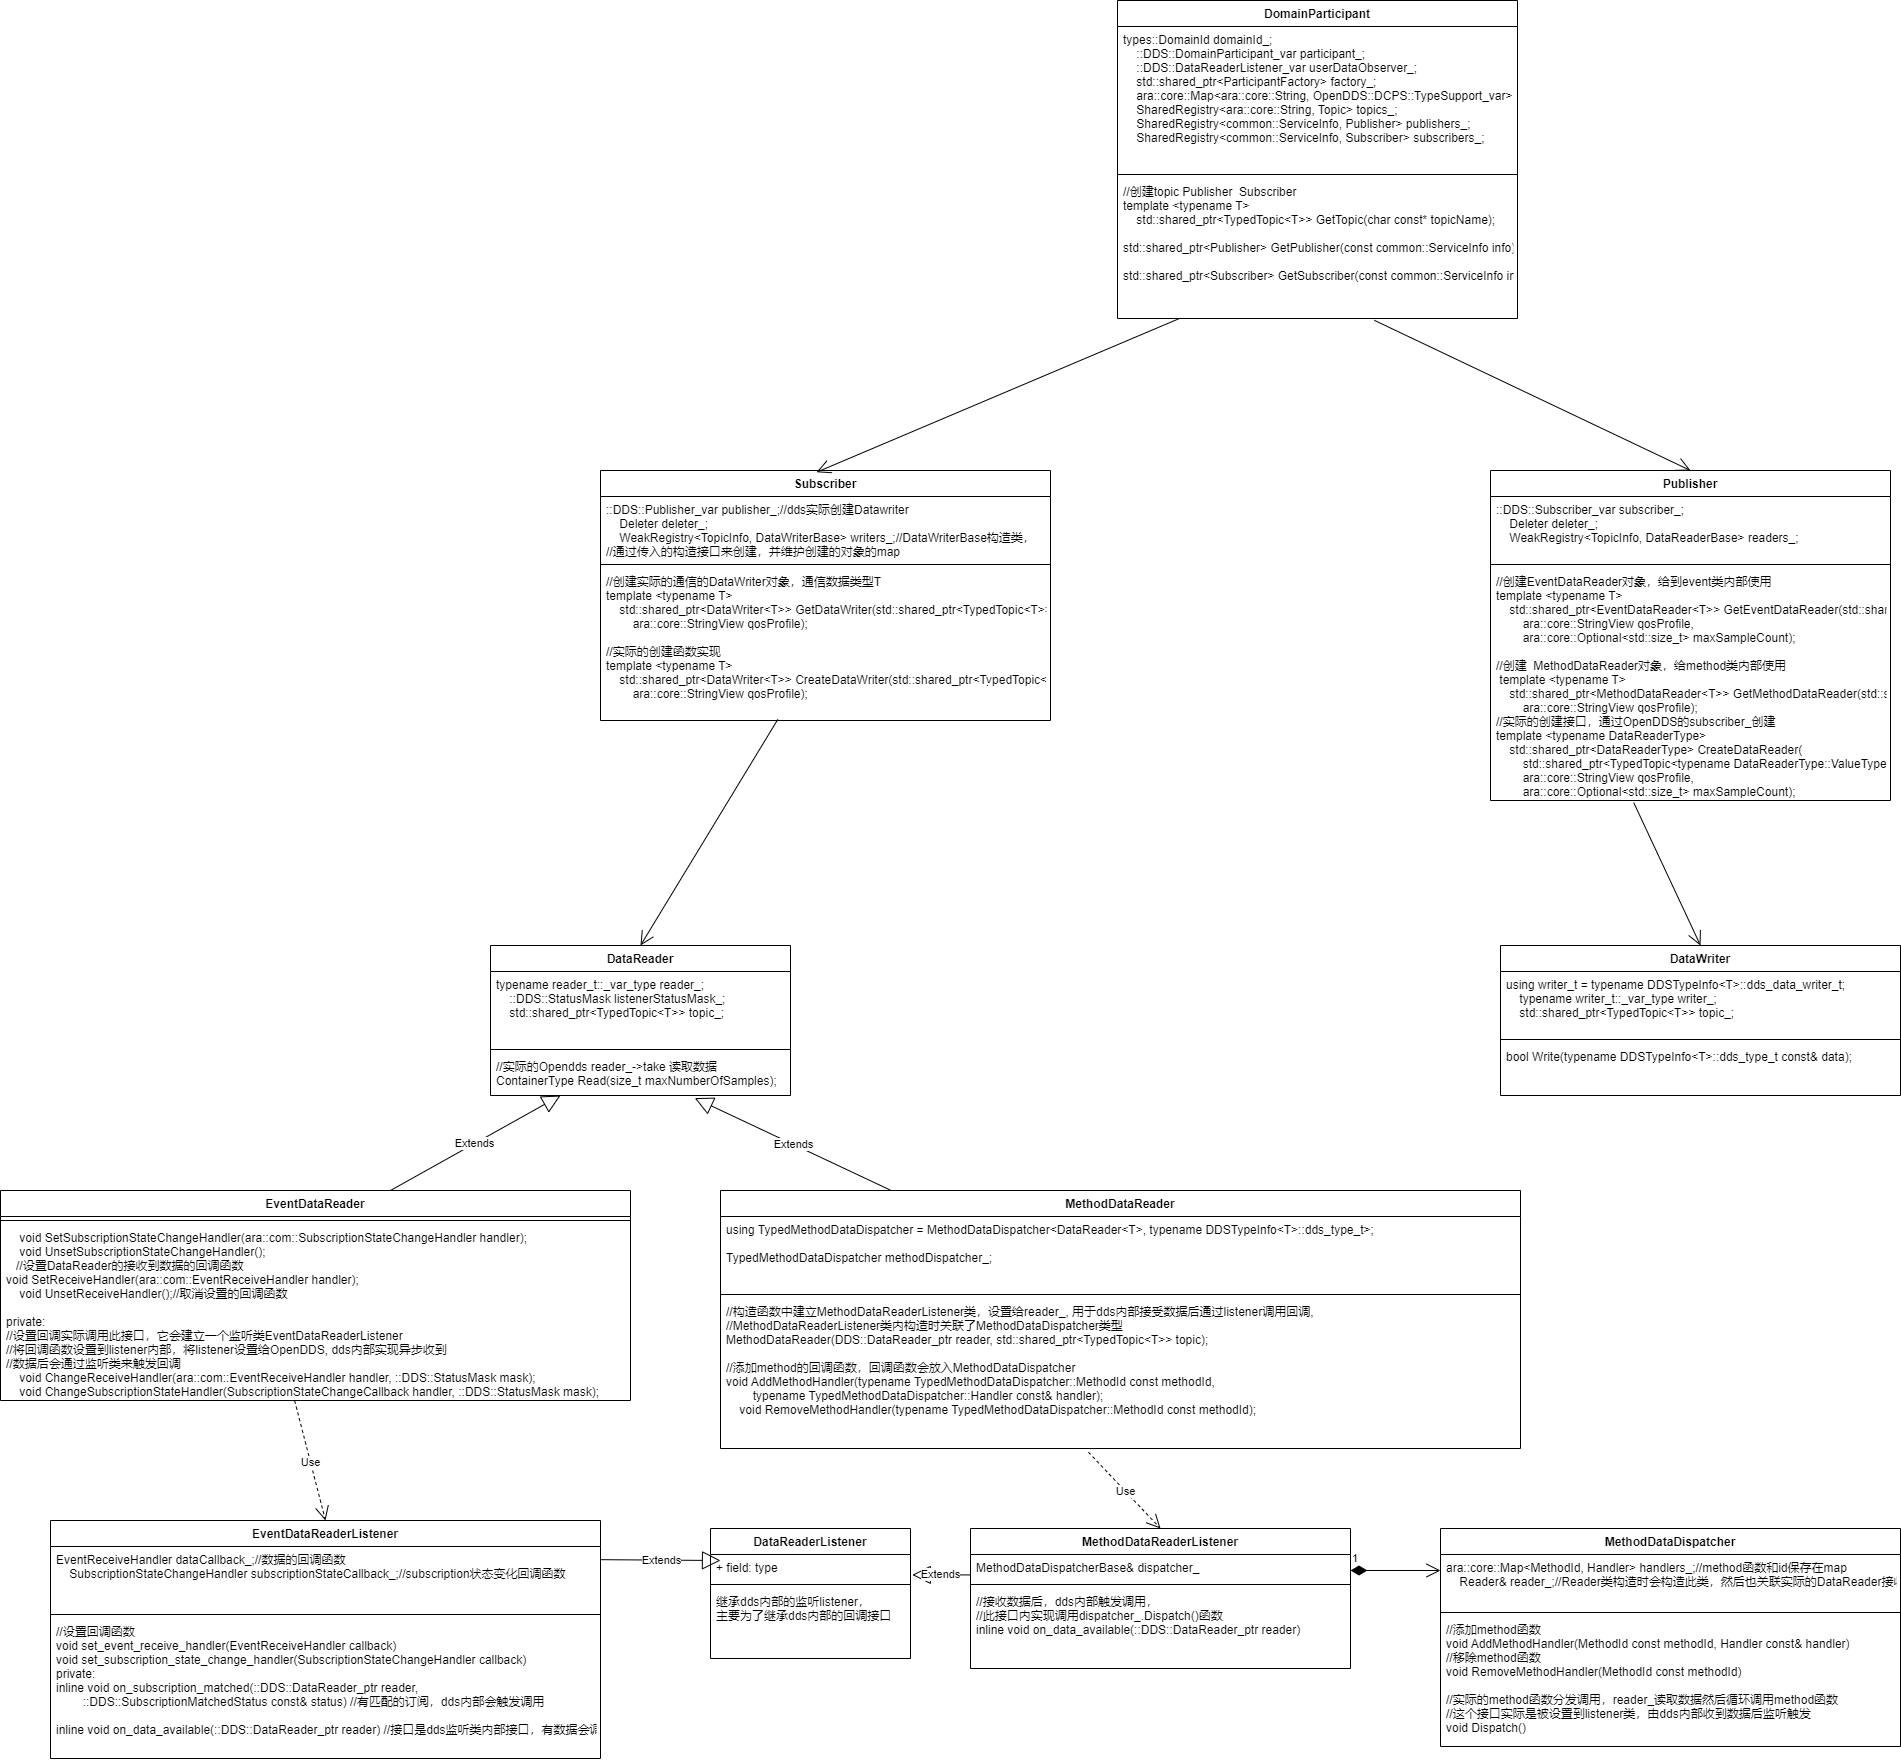 DomainParticipant
types::DomainId domainId_;
::DDS::DomainParticipant_var participant_;
::DDS::DataReaderListener_var userDataObserver_;
std::shared_ptr<ParticipantFactory> factory_;
ara::core::Map<ara::core::String, OpenDDS::DCPS::TypeSupport_var>
SharedRegistry<ara::core::String, Topic> topics_;
SharedRegistry<common::ServiceInfo, Publisher> publishers_;
SharedRegistry<common::ServiceInfo, Subscriber> subscribers_;
//创建topic Publisher Subscriber
template <typename T>
std::shared_ptr<TypedTopic<T>> GetTopic(char const* topicName);
std::shared_ptr<Publisher> GetPublisher(const common::ServiceInfo info)
std::shared_ptr<Subscriber> GetSubscriber(const common::ServiceInfo in
Subscriber
::DDS::Publisher_var publisher_;//dds实际创建Datawriter
Deleter deleter_;
WeakRegistry<TopicInfo, DataWriterBase> writers_;//DataWriterBase构造类，
//通过传入的构造接口来创建，并维护创建的对象的map
//创建实际的通信的DataWriter对象，通信数据类型T
template <typename T>
std::shared_ptr<DataWriter<T>> GetDataWriter(std::shared_ptr<TypedTopic<T>>
ara::core::StringView qosProfile);
//实际的创建函数实现
template <typename T>
std::shared_ptr<DataWriter<T>> CreateDataWriter(std::shared_ptr<TypedTopic<
ara::core::StringView qosProfile);
Publisher
::DDS::Subscriber_var subscriber_;
Deleter deleter_;
WeakRegistry<TopicInfo, DataReaderBase> readers_;
//创建EventDataReader对象，给到event类内部使用
template <typename T>
std::shared_ptr<EventDataReader<T>> GetEventDataReader(std::shar
ara::core::StringView qosProfile,
ara::core::Optional<std::size_t> maxSampleCount);
//创建 MethodDataReader对象，给method类内部使用
template <typename T>
std::shared_ptr<MethodDataReader<T>> GetMethodDataReader(std::s
ara::core::StringView qosProfile);
//实际的创建接口，通过OpenDDS的subscriber_创建
template <typename DataReaderType>
std::shared_ptr<DataReaderType> CreateDataReader(
std::shared_ptr<TypedTopic<typename DataReaderType::ValueType
ara::core::StringView qosProfile,
ara::core::Optional<std::size_t> maxSampleCount);
DataReader
typename reader_t::_var_type reader_;
::DDS::StatusMask listenerStatusMask_;
std::shared_ptr<TypedTopic<T>> topic_;
//实际的Opendds reader_->take 读取数据
ContainerType Read(size_t maxNumberOfSamples);
DataWriter
using writer_t = typename DDSTypeInfo<T>::dds_data_writer_t;
typename writer_t::_var_type writer_;
std::shared_ptr<TypedTopic<T>> topic_;
bool Write(typename DDSTypeInfo<T>::dds_type_t const& data);
Extends
Extends
EventDataReader
void SetSubscriptionStateChangeHandler(ara::com::SubscriptionStateChangeHandler handler);
void UnsetSubscriptionStateChangeHandler();
//设置DataReader的接收到数据的回调函数
void SetReceiveHandler(ara::com::EventReceiveHandler handler);
void UnsetReceiveHandler();//取消设置的回调函数
private:
//设置回调实际调用此接口，它会建立一个监听类EventDataReaderListener
//将回调函数设置到listener内部，将listener设置给OpenDDS, dds内部实现异步收到
//数据后会通过监听类来触发回调
void ChangeReceiveHandler(ara::com::EventReceiveHandler handler, ::DDS::StatusMask mask);
void ChangeSubscriptionStateHandler(SubscriptionStateChangeCallback handler, ::DDS::StatusMask mask);
MethodDataReader
using TypedMethodDataDispatcher = MethodDataDispatcher<DataReader<T>, typename DDSTypeInfo<T>::dds_type_t>;
TypedMethodDataDispatcher methodDispatcher_;
//构造函数中建立MethodDataReaderListener类，设置给reader_, 用于dds内部接受数据后通过listener调用回调,
//MethodDataReaderListener类内构造时关联了MethodDataDispatcher类型
MethodDataReader(DDS::DataReader_ptr reader, std::shared_ptr<TypedTopic<T>> topic);
//添加method的回调函数，回调函数会放入MethodDataDispatcher
void AddMethodHandler(typename TypedMethodDataDispatcher::MethodId const methodId,
typename TypedMethodDataDispatcher::Handler const& handler);
void RemoveMethodHandler(typename TypedMethodDataDispatcher::MethodId const methodId);
Use
Use
EventDataReaderListener
EventReceiveHandler dataCallback_;//数据的回调函数
SubscriptionStateChangeHandler subscriptionStateCallback_;//subscription状态变化回调函数
//设置回调函数
void set_event_receive_handler(EventReceiveHandler callback)
void set_subscription_state_change_handler(SubscriptionStateChangeHandler callback)
private:
inline void on_subscription_matched(::DDS::DataReader_ptr reader,
::DDS::SubscriptionMatchedStatus const& status) //有匹配的订阅，dds内部会触发调用
inline void on_data_available(::DDS::DataReader_ptr reader) //接口是dds监听类内部接口，有数据会调
Extends
DataReaderListener
+ field: type
继承dds内部的监听listener，
主要为了继承dds内部的回调接口
Extends
MethodDataReaderListener
MethodDataDispatcherBase& dispatcher_
//接收数据后，dds内部触发调用，
//此接口内实现调用dispatcher_.Dispatch()函数
inline void on_data_available(::DDS::DataReader_ptr reader)
1
MethodDataDispatcher
ara::core::Map<MethodId, Handler> handlers_;//method函数和id保存在map
Reader& reader_;//Reader类构造时会构造此类，然后也关联实际的DataReader接收
//添加method函数
void AddMethodHandler(MethodId const methodId, Handler const& handler)
//移除method函数
void RemoveMethodHandler(MethodId const methodId)
//实际的method函数分发调用，reader_读取数据然后循环调用method函数
//这个接口实际是被设置到listener类，由dds内部收到数据后监听触发
void Dispatch()